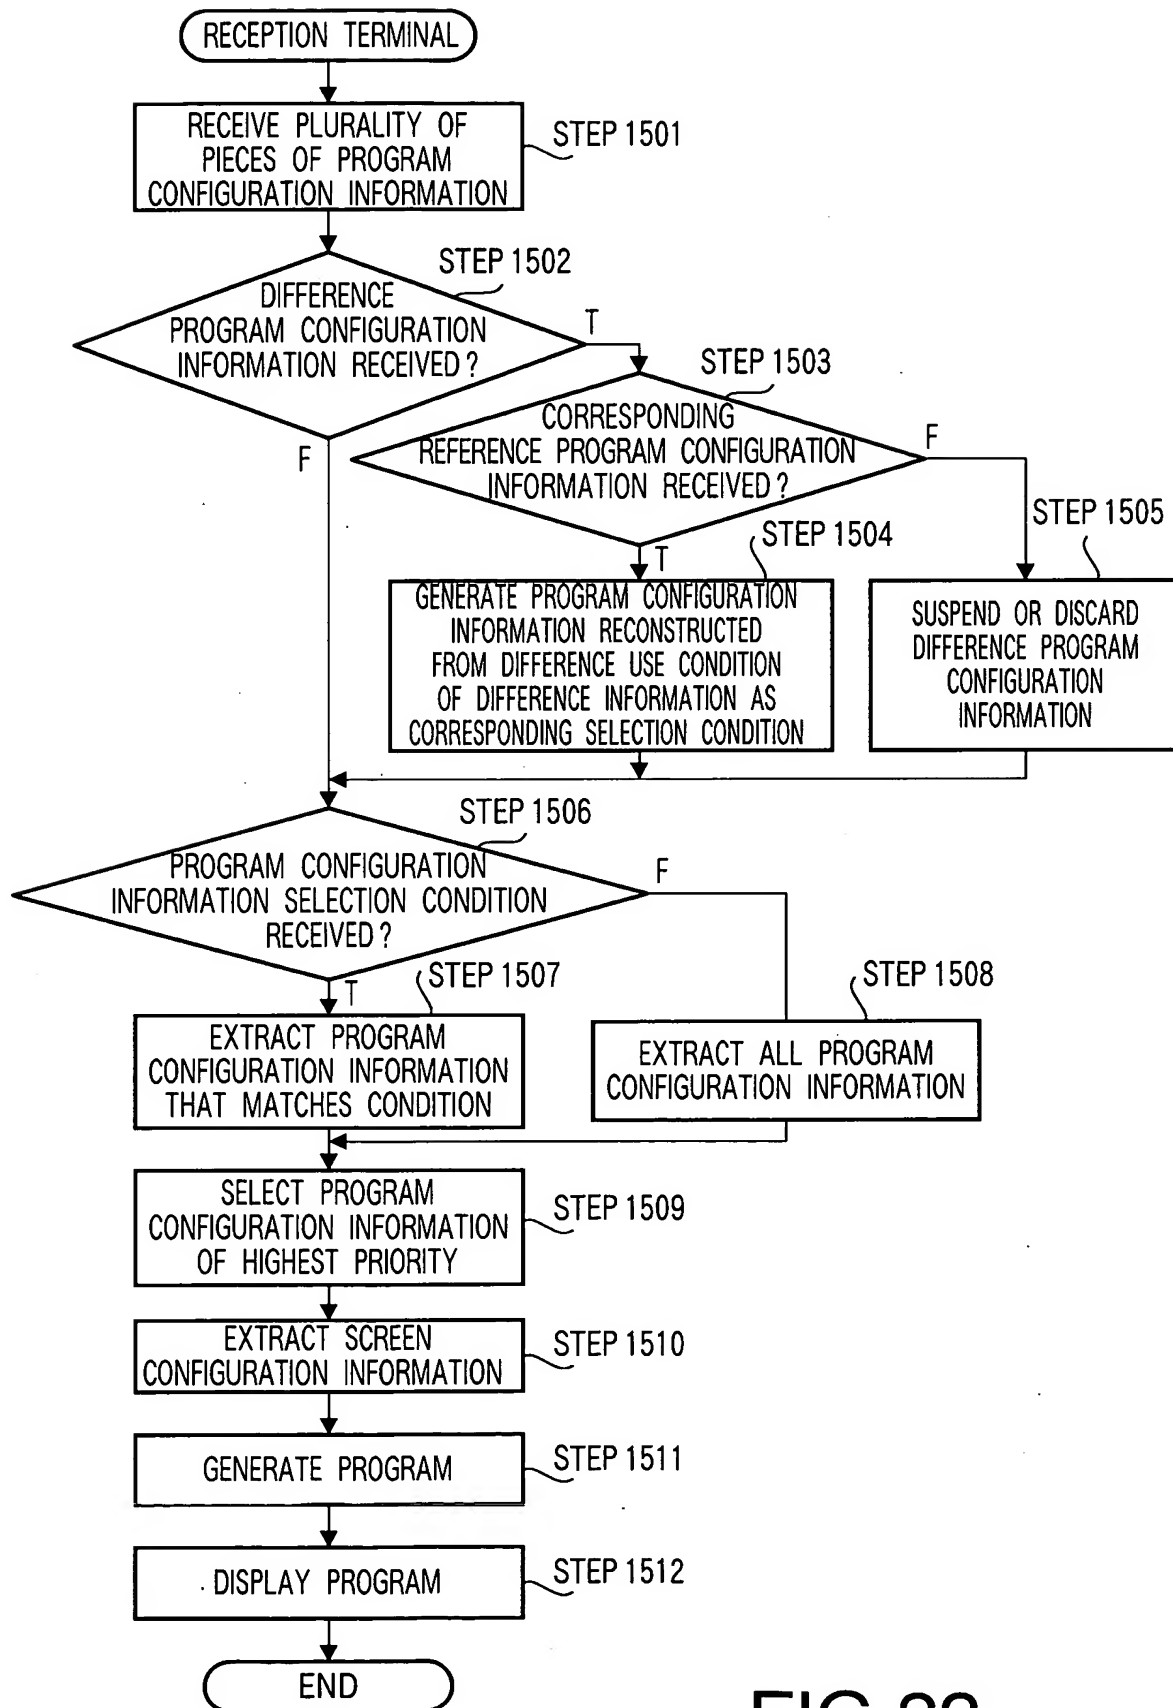 RECEPTION TERMINAL
RECEIVE PLURALITY OF
PIECES OF PROGRAM
CONFIGURATION INFORMATION
STEP 1501
STEP 1502
DIFFERENCE
PROGRAM CONFIGURATION
INFORMATION RECEIVED?
T
F
STEP 1503
CORRESPONDING
REFERENCE PROGRAM CONFIGURATION
INFORMATION RECEIVED?
F
T
STEP 1504
GENERATE PROGRAM CONFIGURATION
INFORMATION RECONSTRUCTED
FROM DIFFERENCE USE CONDITION
OF DIFFERENCE INFORMATION AS
CORRESPONDING SELECTION CONDITION
STEP 1505
SUSPEND OR DISCARD
DIFFERENCE PROGRAM
CONFIGURATION
INFORMATION
STEP 1506
PROGRAM CONFIGURATION
INFORMATION SELECTION CONDITION
RECEIVED?
F
T
STEP 1507
EXTRACT PROGRAM
CONFIGURATION INFORMATION
THAT MATCHES CONDITION
STEP 1508
EXTRACT ALL PROGRAM
CONFIGURATION INFORMATION
SELECT PROGRAM
CONFIGURATION INFORMATION
OF HIGHEST PRIORITY
STEP 1509
EXTRACT SCREEN
CONFIGURATION INFORMATION
STEP 1510
GENERATE PROGRAM
STEP 1511
DISPLAY PROGRAM
STEP 1512
END